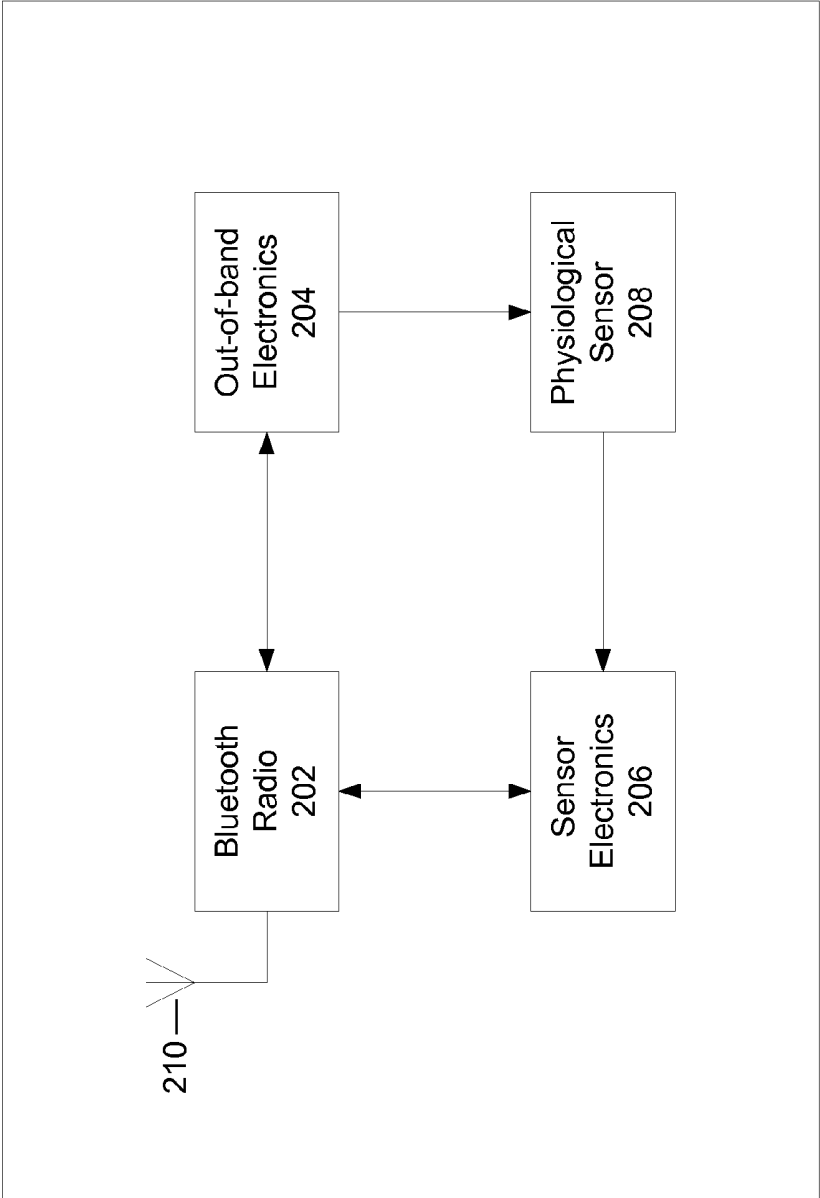 210
Bluetooth
Radio
202
Out-of-band
Electronics
204
Sensor
Electronics
206
Physiological
Sensor
208